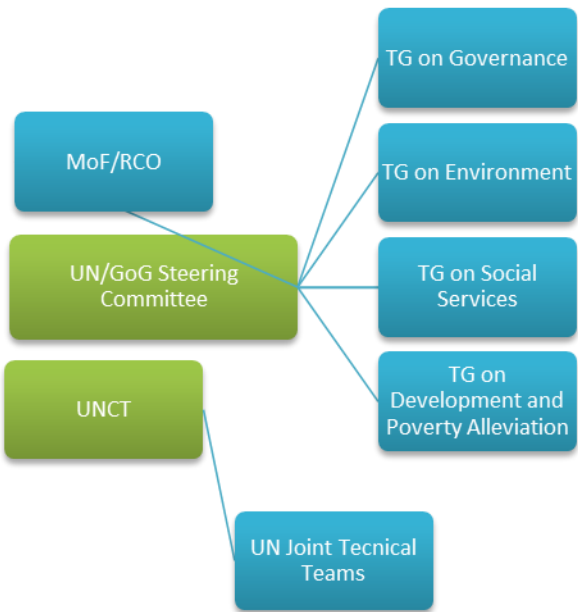 TG on Governance
MoF/RCO
TG on Environment
UN/GoG Steering
Committee
TG on Social
Services
UNCT
TG on
Development and
Poverty Alleviation
UN Joint Tecnical
Teams